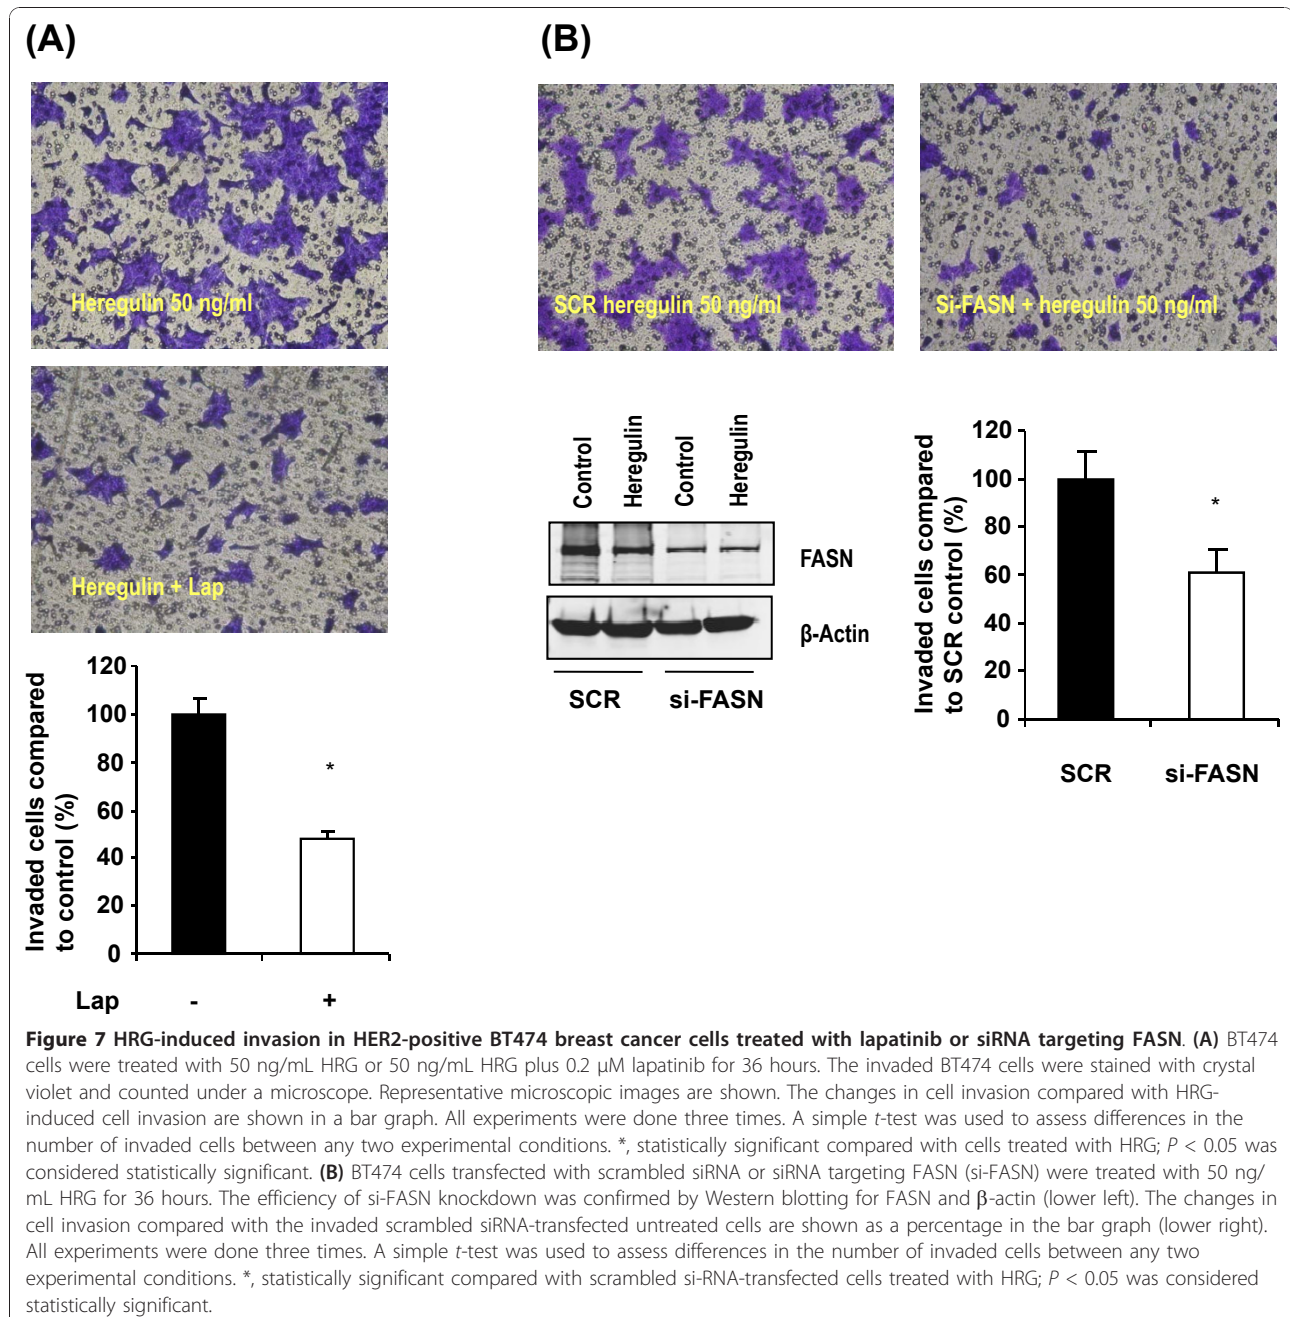 (A)
Heregulin 50 ng/ml
Heregulin + Lap
Invaded cells compared
to control (%)
120
100
80
60
40
20
0
Lap - +
*
(B)
SCR heregulin 50 ng/ml
Si-FASN + heregulin 50 ng/ml
Control
Heregulin
Control
Heregulin
FASN
β-Actin
SCR si-FASN
Invaded cells compared
to SCR control (%)
120
100
80
60
40
20
0
*
SCR si-FASN
Figure 7 HRG-induced invasion in HER2-positive BT474 breast cancer cells treated with lapatinib or siRNA targeting FASN. (A) BT474
cells were treated with 50 ng/mL HRG or 50 ng/mL HRG plus 0.2 μM lapatinib for 36 hours. The invaded BT474 cells were stained with crystal
violet and counted under a microscope. Representative microscopic images are shown. The changes in cell invasion compared with HRG-
induced cell invasion are shown in a bar graph. All experiments were done three times. A simple t-test was used to assess differences in the
number of invaded cells between any two experimental conditions. *, statistically significant compared with cells treated with HRG; P < 0.05 was
considered statistically significant. (B) BT474 cells transfected with scrambled siRNA or siRNA targeting FASN (si-FASN) were treated with 50 ng/
mL HRG for 36 hours. The efficiency of si-FASN knockdown was confirmed by Western blotting for FASN and β-actin (lower left). The changes in
cell invasion compared with the invaded scrambled siRNA-transfected untreated cells are shown as a percentage in the bar graph (lower right).
All experiments were done three times. A simple t-test was used to assess differences in the number of invaded cells between any two
experimental conditions. *, statistically significant compared with scrambled si-RNA-transfected cells treated with HRG; P < 0.05 was considered
statistically significant.